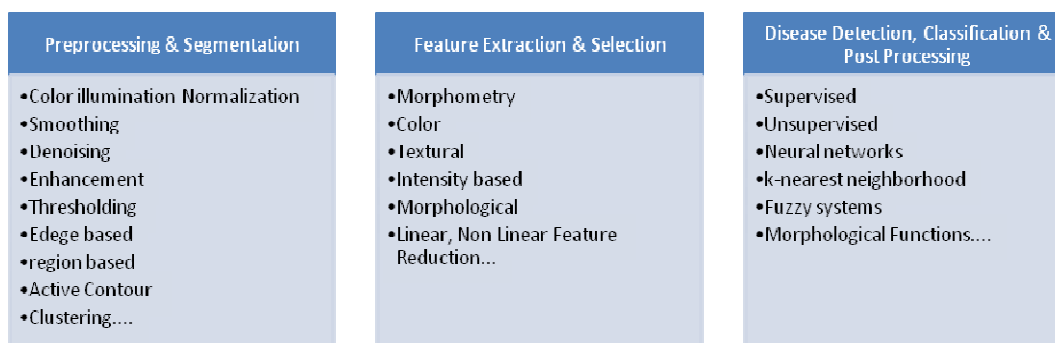 Preprocessing & Segmentation
•Color illumination Normalization
•Smoothing
•Denoising
•Enhancement
•Thresholding
•Edege based
•region based
•Active Contour
•Clustering....
Feature Extraction & Selection
•Morphometry
•Color
•Textural
•Intensity based
•Morphological
•Linear, Non Linear Feature
Reduction...
Disease Detection, Classification &
Post Processing
•Supervised
•Unsupervised
•Neural networks
•k-nearest neighborhood
•Fuzzy systems
•Morphological Functions....